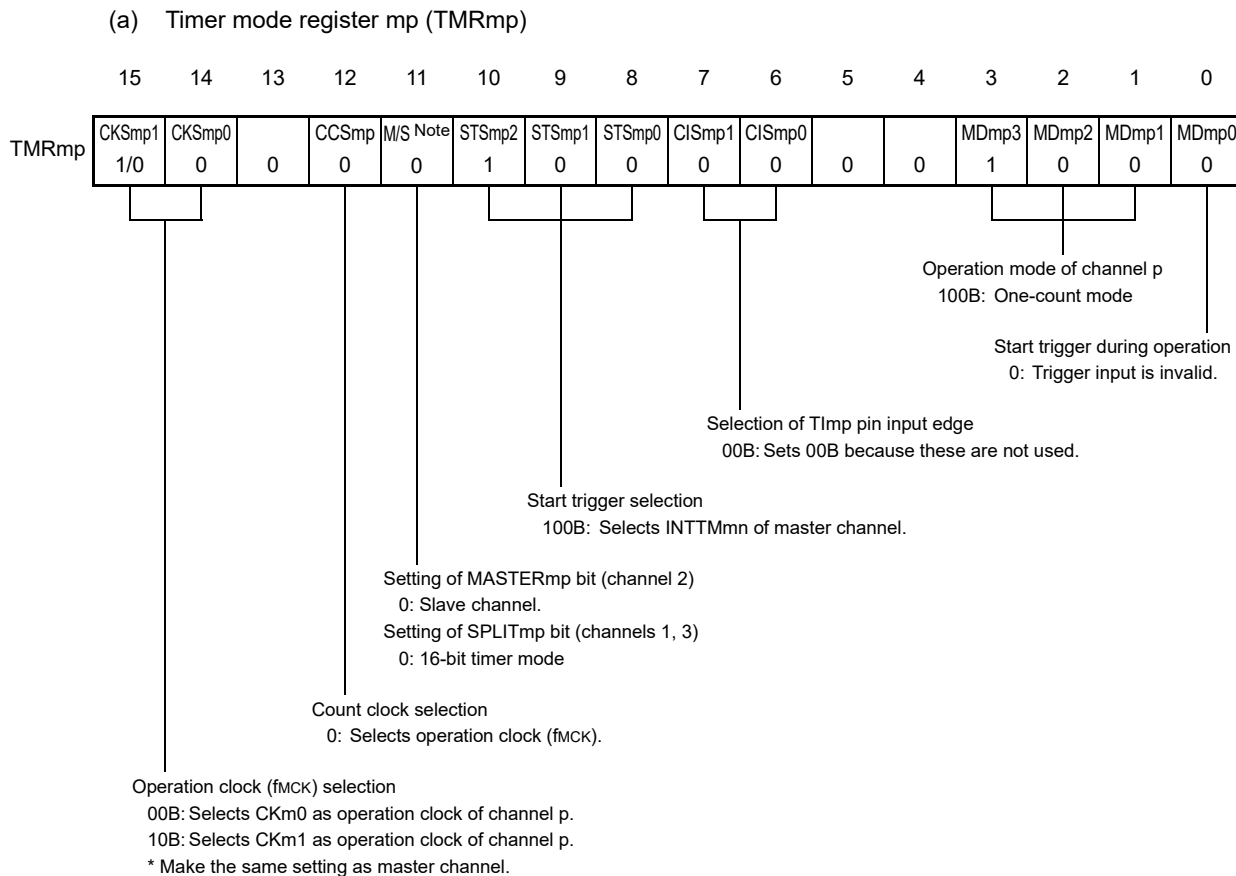 (a) Timer mode register mp (TMRmp)
15 14 13 12 11 10 9 8 7 6 5 4 3 2 1 0
CKSmp1 CKSmp0 CCSmp M/S Note STSmp2 STSmp1 STSmp0 CISmp1 CISmp0 MDmp3 MDmp2 MDmp1 MDmp0
TMRmp
1/0 0 0 0 0 1 0 0 0 0 0 0 1 0 0 0
Operation mode of channel p
100B: One-count mode
Start trigger during operation
0: Trigger input is invalid.
Selection of TImp pin input edge
00B: Sets 00B because these are not used.
Start trigger selection
100B: Selects INTTMmn of master channel.
Setting of MASTERmp bit (channel 2)
0: Slave channel.
Setting of SPLITmp bit (channels 1, 3)
0: 16-bit timer mode
Count clock selection
0: Selects operation clock (fMCK).
Operation clock (fMCK) selection
00B: Selects CKm0 as operation clock of channel p.
10B: Selects CKm1 as operation clock of channel p.
* Make the same setting as master channel.